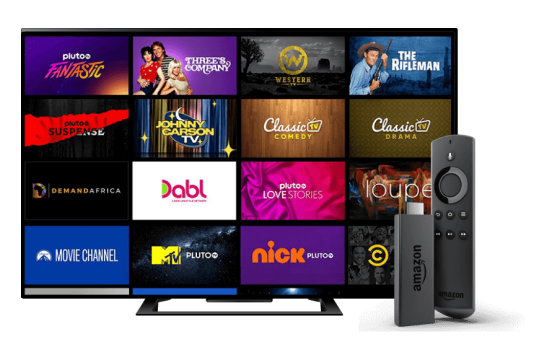 pluto tv
FANTASTIC
THREE'S
COMPANY
WESTERN
TV
THE
RIFLEMAN
pluto tv
SUSPENSE
JOHNNY
CARSON
TV
Classic TV
COMEDY
Classic TV
DRAMA
D DEMANDAFRICA
Dabl
pluto tv
LOVE STORIES
loupe
MOVIE CHANNEL
MTV PLUTO TV
nick PLUTO TV
amazon
amazon